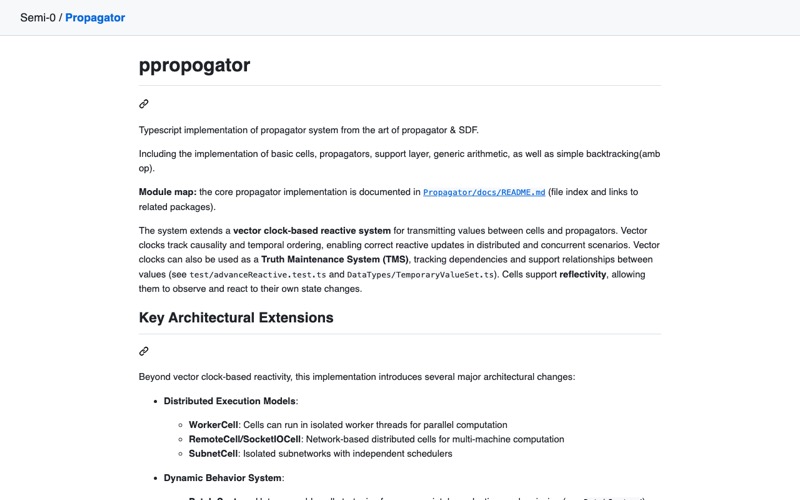 Semi-0 / Propagator
ppropogator
Typescript implementation of propagator system from the art of propagator & SDF.
Including the implementation of basic cells, propagators, support layer, generic arithmetic, as well as simple backtracking(amb
op).
Module map: the core propagator implementation is documented in Propagator/docs/README.md (file index and links to
related packages).
The system extends a vector clock-based reactive system for transmitting values between cells and propagators. Vector
clocks track causality and temporal ordering, enabling correct reactive updates in distributed and concurrent scenarios. Vector
clocks can also be used as a Truth Maintenance System (TMS), tracking dependencies and support relationships between
values (see test/advanceReactive.test.ts and DataTypes/TemporaryValueSet.ts). Cells support reflectivity, allowing
them to observe and react to their own state changes.
Key Architectural Extensions
Beyond vector clock-based reactivity, this implementation introduces several major architectural changes:
• Distributed Execution Models:
◦ WorkerCell: Cells can run in isolated worker threads for parallel computation
◦ RemoteCell/SocketIOCell: Network-based distributed cells for multi-machine computation
◦ SubnetCell: Isolated subnetworks with independent schedulers
• Dynamic Behavior System: